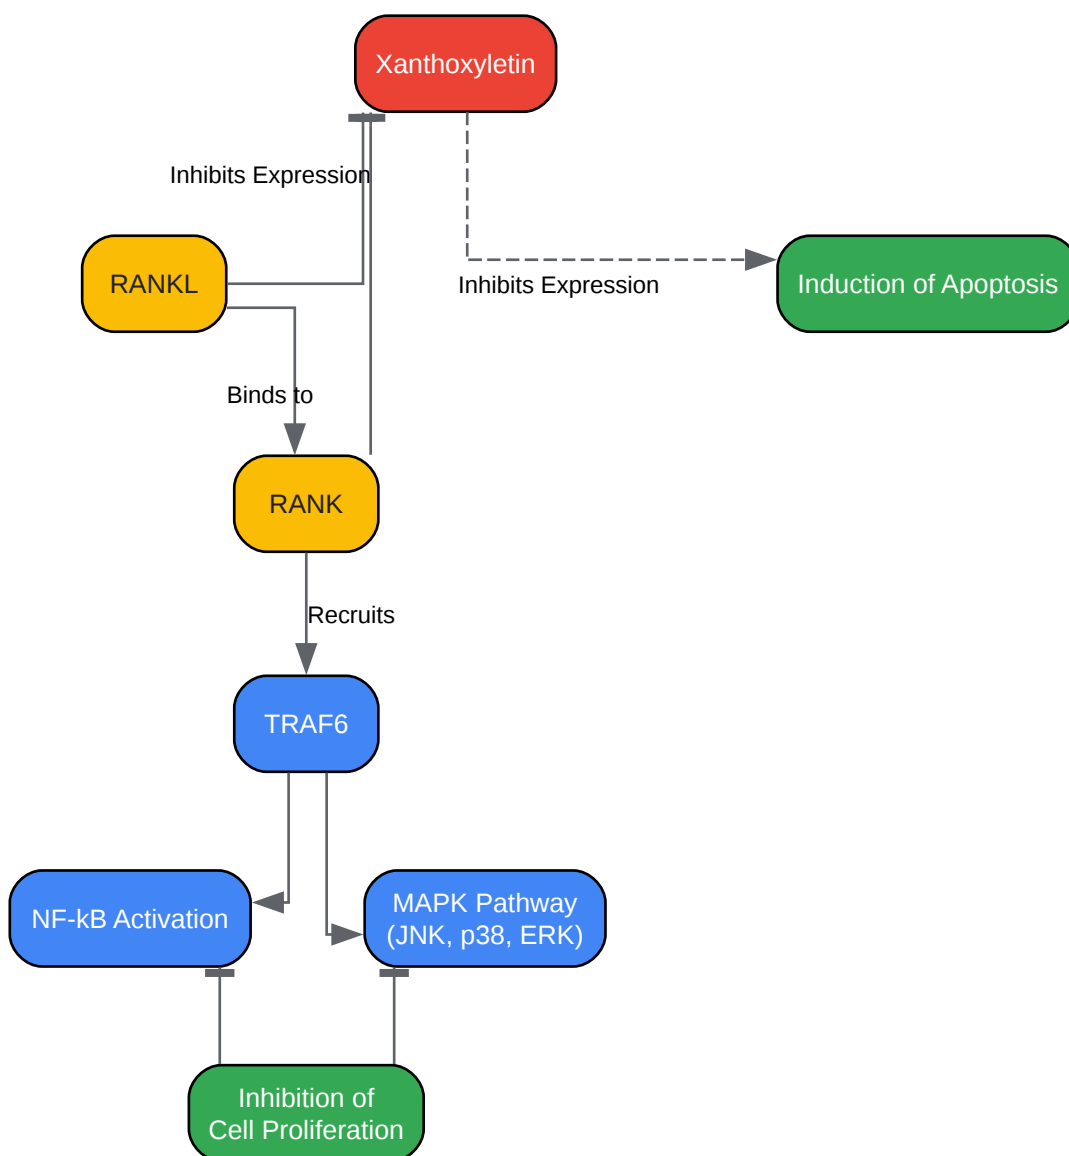 Xanthoxyletin
Inhibits Expression
RANKL
Inhibits Expression
Induction of Apoptosis
Binds to
RANK
Recruits
TRAF6
NF-kB Activation
MAPK Pathway
(JNK, p38, ERK)
Inhibition of
Cell Proliferation